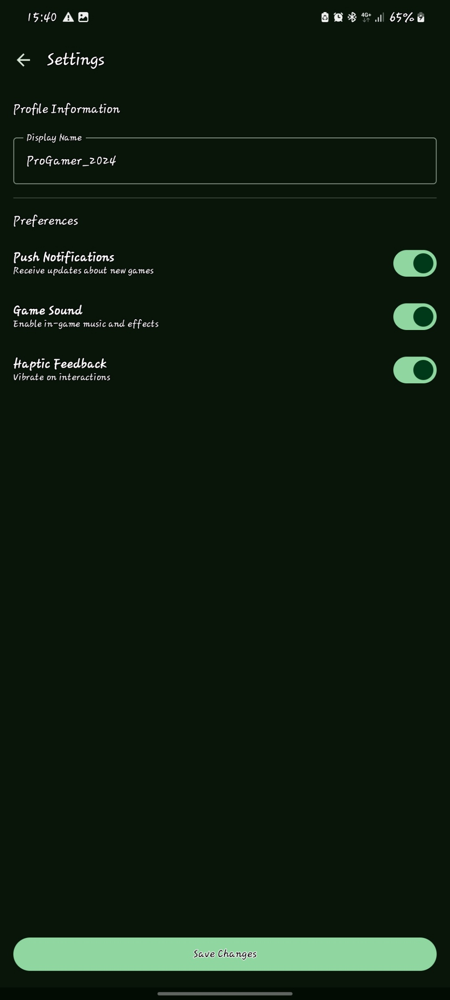 15:40
4G+ 65%
Settings
Profile Information
Display Name
ProGamer_2024
Preferences
Push Notifications
Receive updates about new games
Game Sound
Enable in-game music and effects
Haptic Feedback
Vibrate on interactions
Save Changes